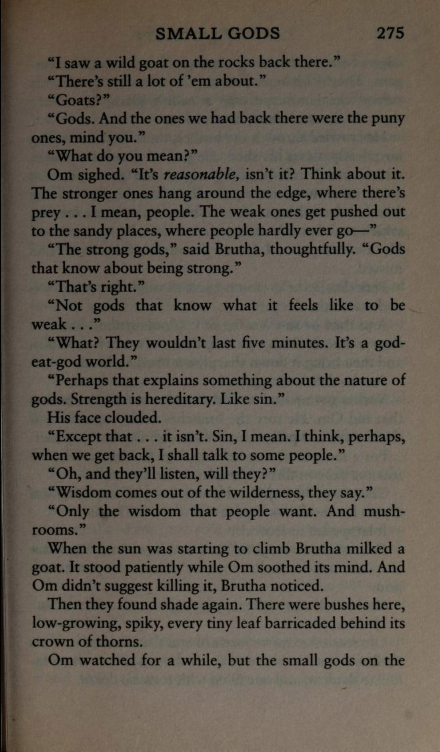 SMALL GODS 275
“I saw a wild goat on the rocks back there.”
“There’s still a lot of ’em about.”
“Goats?”
“Gods. And the ones we had back there were the puny
ones, mind you.”
“What do you mean?”
Om sighed. “It’s reasonable, isn’t it? Think about it.
The stronger ones hang around the edge, where there’s
prey . . . I mean, people. The weak ones get pushed out
to the sandy places, where people hardly ever go—”
“The strong gods,” said Brutha, thoughtfully. “Gods
that know about being strong.”
“That’s right.”
“Not gods that know what it feels like to be
weak . . .”
“What? They wouldn’t last five minutes. It’s a god-
eat-god world.”
“Perhaps that explains something about the nature of
gods. Strength is hereditary. Like sin.”
His face clouded.
“Except that . . . it isn’t. Sin, I mean. I think, perhaps,
when we get back, I shall talk to some people.”
“Oh, and they’ll listen, will they?”
“Wisdom comes out of the wilderness, they say.”
“Only the wisdom that people want. And mush-
rooms.”
When the sun was starting to climb Brutha milked a
goat. It stood patiently while Om soothed its mind. And
Om didn’t suggest killing it, Brutha noticed.
Then they found shade again. There were bushes here,
low-growing, spiky, every tiny leaf barricaded behind its
crown of thorns.
Om watched for a while, but the small gods on the